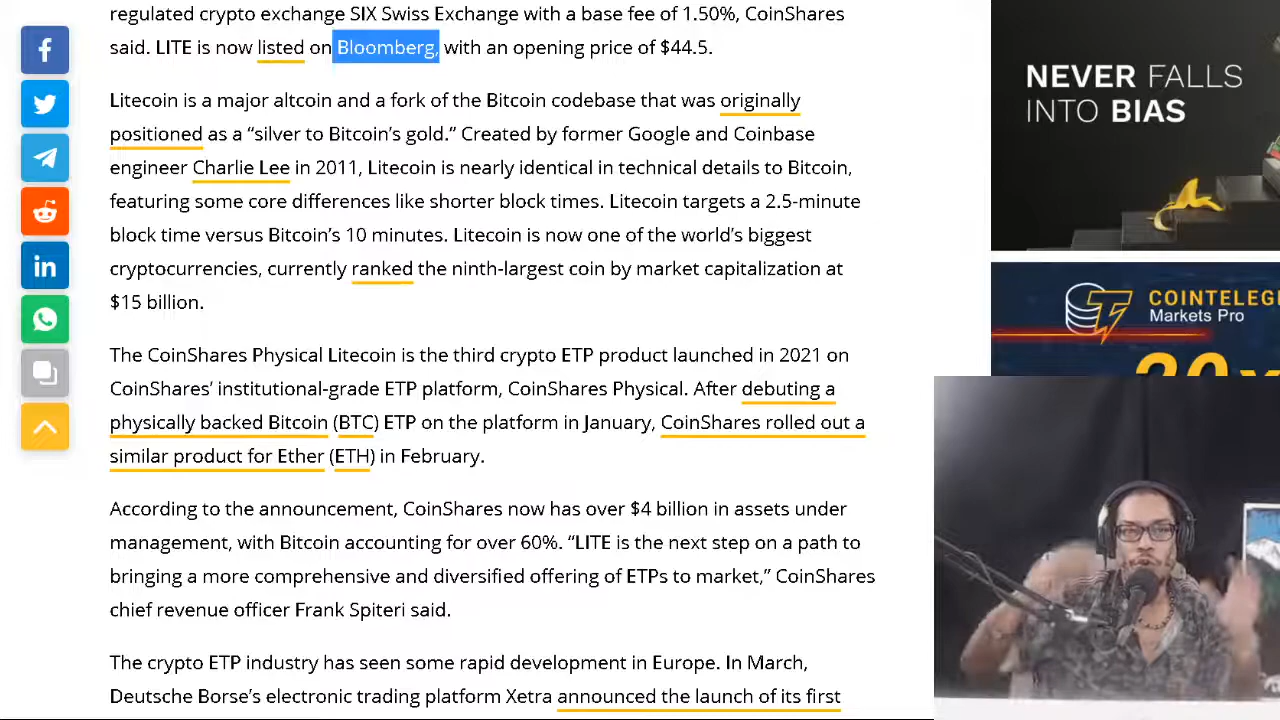 regulated crypto exchange SIX Swiss Exchange with a base fee of 1.50%, CoinShares
said. LITE is now listed on Bloomberg, with an opening price of $44.5.
Litecoin is a major altcoin and a fork of the Bitcoin codebase that was originally
positioned as a “silver to Bitcoin’s gold.” Created by former Google and Coinbase
engineer Charlie Lee in 2011, Litecoin is nearly identical in technical details to Bitcoin,
featuring some core differences like shorter block times. Litecoin targets a 2.5-minute
block time versus Bitcoin’s 10 minutes. Litecoin is now one of the world’s biggest
cryptocurrencies, currently ranked the ninth-largest coin by market capitalization at
$15 billion.
The CoinShares Physical Litecoin is the third crypto ETP product launched in 2021 on
CoinShares’ institutional-grade ETP platform, CoinShares Physical. After debuting a
physically backed Bitcoin (BTC) ETP on the platform in January, CoinShares rolled out a
similar product for Ether (ETH) in February.
According to the announcement, CoinShares now has over $4 billion in assets under
management, with Bitcoin accounting for over 60%. “LITE is the next step on a path to
bringing a more comprehensive and diversified offering of ETPs to market,” CoinShares
chief revenue officer Frank Spiteri said.
The crypto ETP industry has seen some rapid development in Europe. In March,
Deutsche Borse’s electronic trading platform Xetra announced the launch of its first
NEVER FALLS
INTO BIAS
COINTELEG
Markets Pro